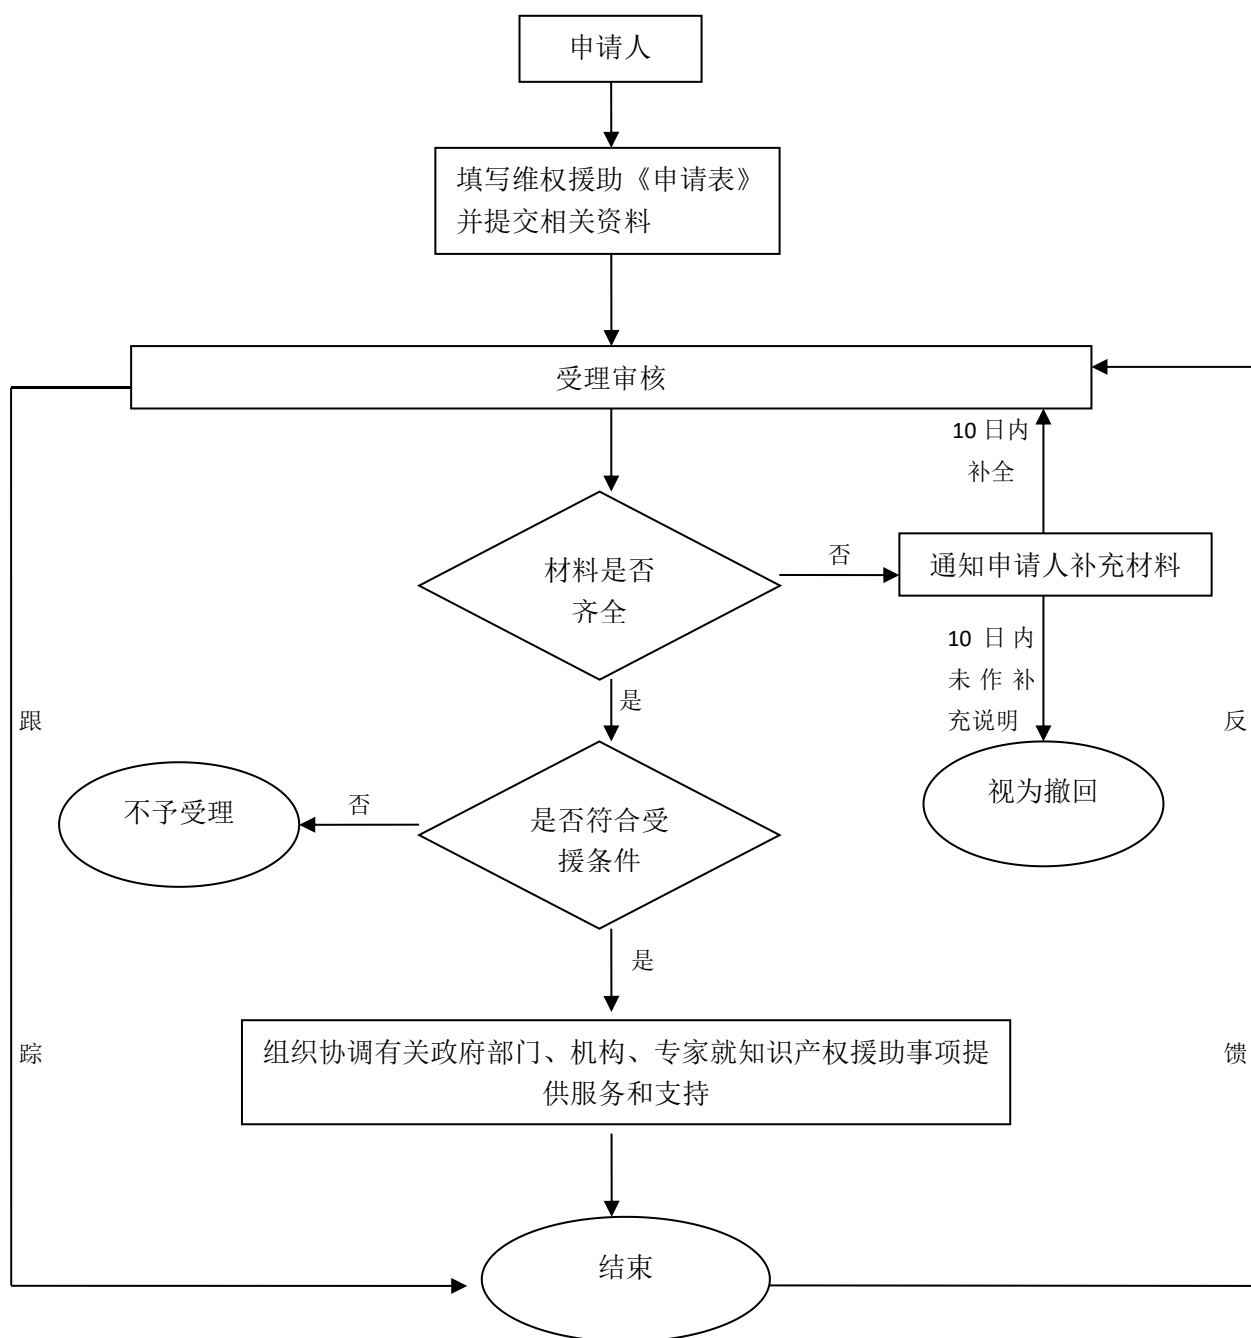 申请人
填写维权援助《申请表》
并提交相关资料
受理审核
10 日内
补全
材料是否
齐全
否
通知申请人补充材料
10 日内
未作补
充说明
是
跟
反
不予受理
否
是否符合受
援条件
视为撤回
是
组织协调有关政府部门、机构、专家就知识产权援助事项提
供服务和支持
踪
馈
结束